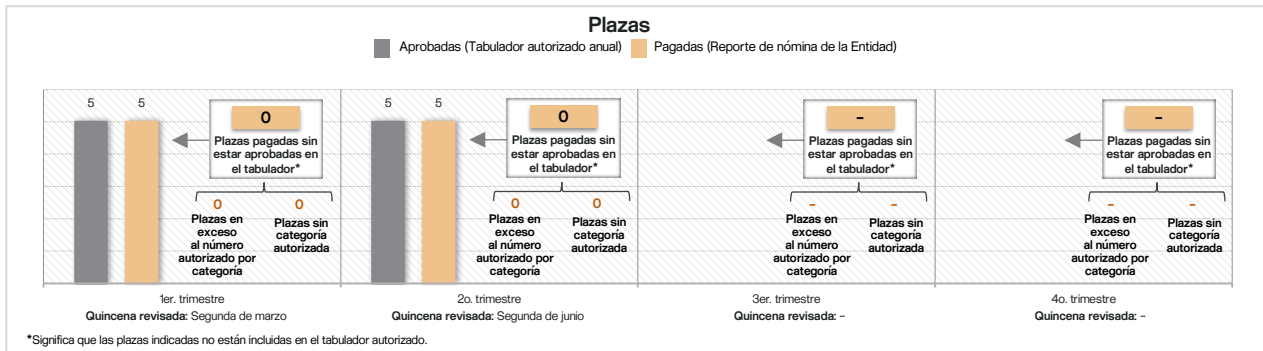 Plazas
Aprobadas (Tabulador autorizado anual)
Pagadas (Reporte de nómina de la Entidad)
5
5
0
Plazas pagadas sin
estar aprobadas en
el tabulador*
0
0
Plazas en
exceso
al número
autorizado por
categoría
Plazas sin
categoría
autorizada
1er. trimestre
Quincena revisada: Segunda de marzo
5
5
0
Plazas pagadas sin
estar aprobadas en
el tabulador*
0
0
Plazas en
exceso
al número
autorizado por
categoría
Plazas sin
categoría
autorizada
2o. trimestre
Quincena revisada: Segunda de junio
-
Plazas pagadas sin
estar aprobadas en
el tabulador*
-
-
Plazas en
exceso
al número
autorizado por
categoría
Plazas sin
categoría
autorizada
3er. trimestre
Quincena revisada: -
-
Plazas pagadas sin
estar aprobadas en
el tabulador*
-
-
Plazas en
exceso
al número
autorizado por
categoría
Plazas sin
categoría
autorizada
4o. trimestre
Quincena revisada: -
*Significa que las plazas indicadas no están incluidas en el tabulador autorizado.